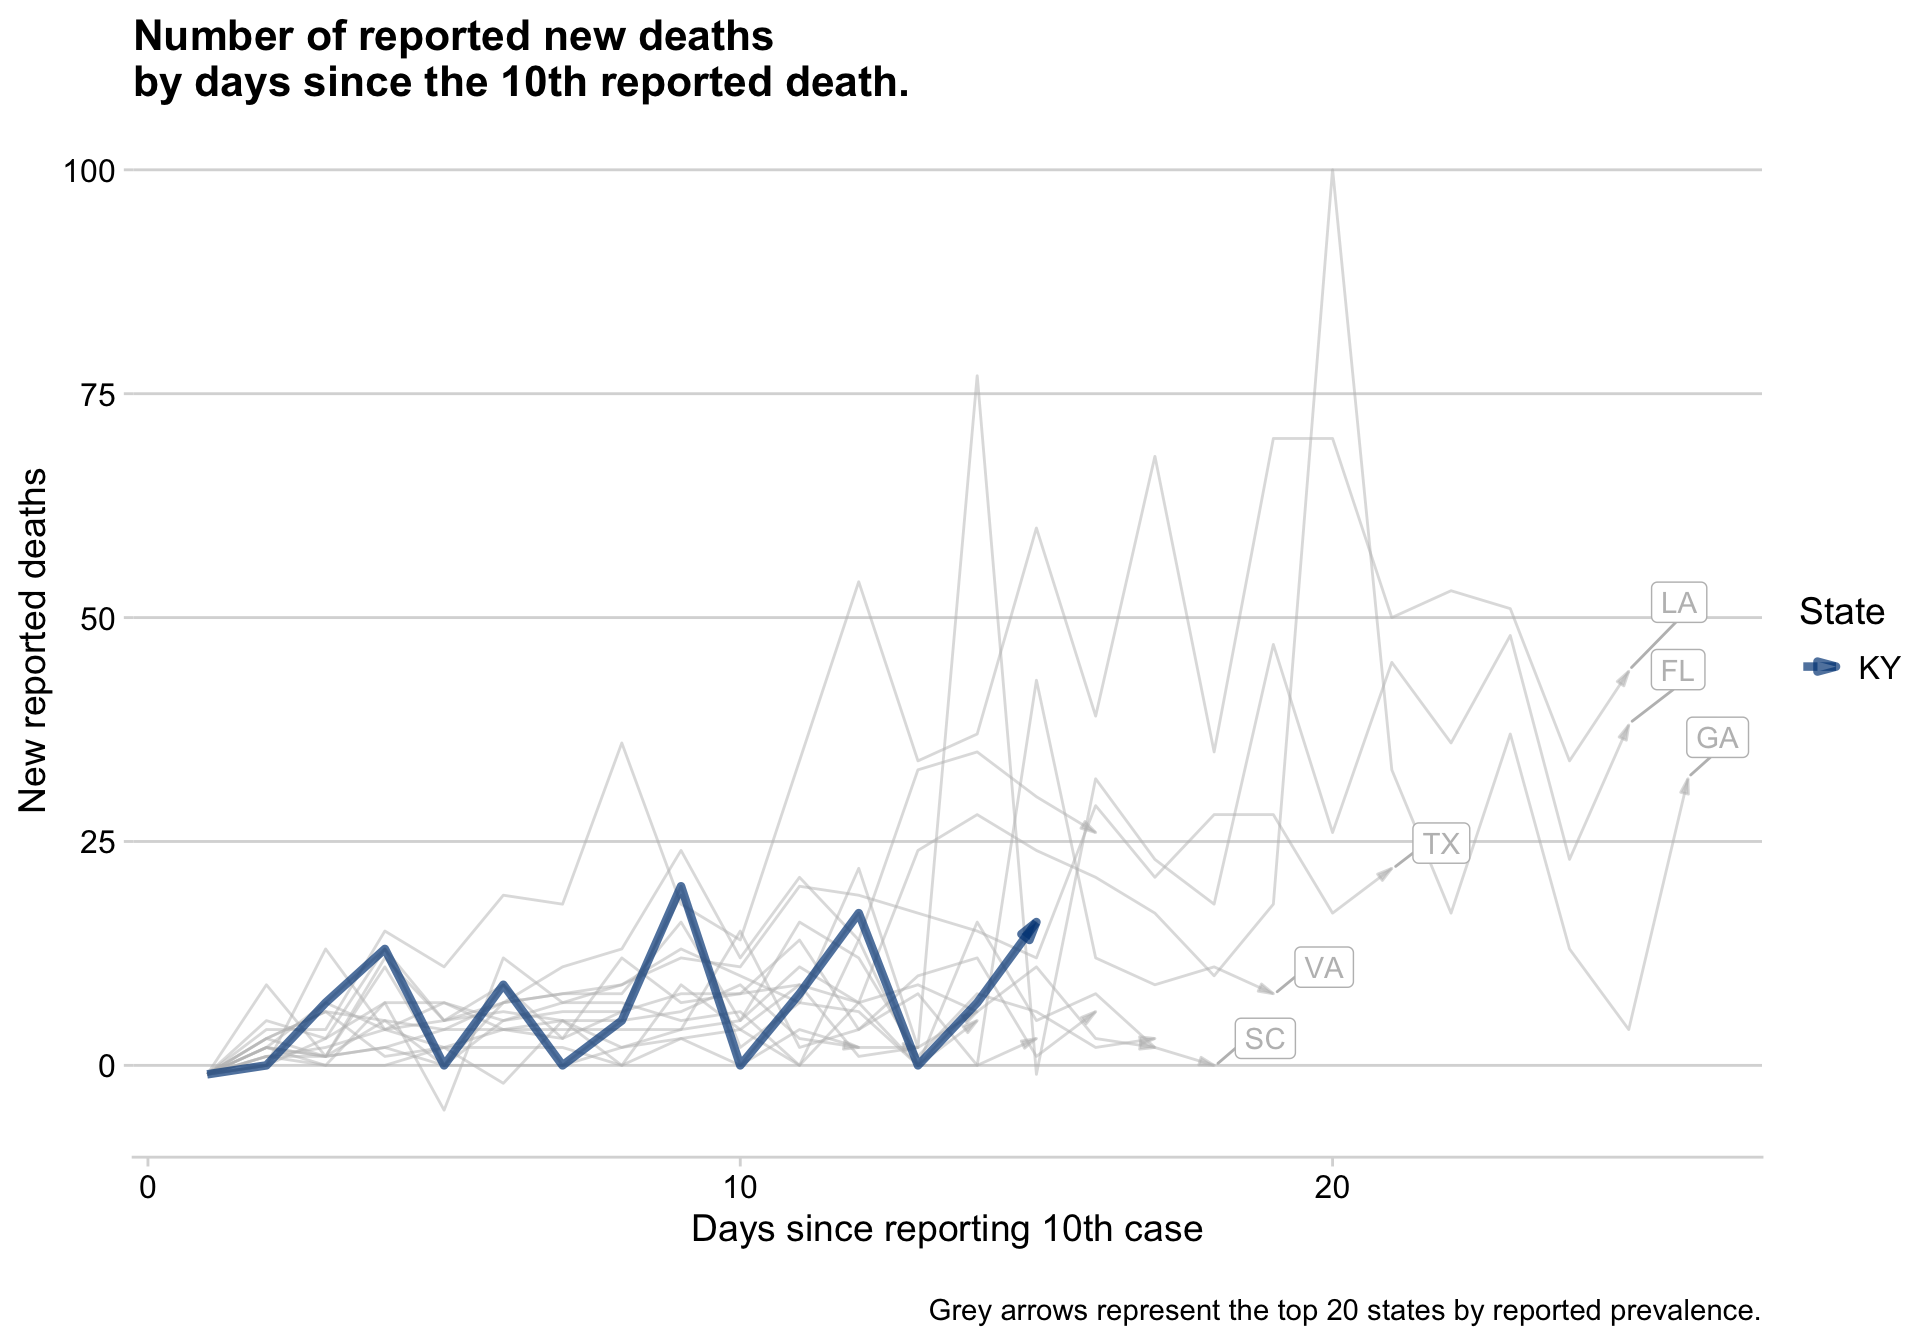 Number of reported new deaths
by days since the 10th reported death.
100
75
50
25
0
New reported deaths
LA
FL
GA
TX
VA
SC
State
KY
0
10
20
Days since reporting 10th case
Grey arrows represent the top 20 states by reported prevalence.